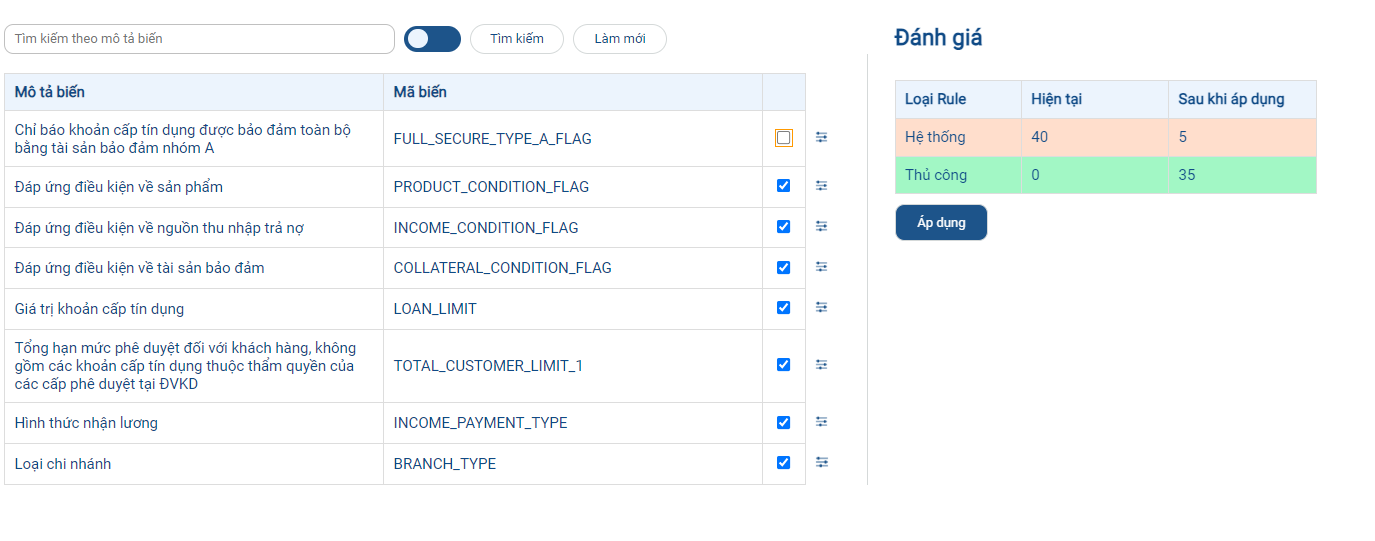 Tìm kiếm theo mô tả biến
Tìm kiếm
Làm mới
Mô tả biến
Mã biến
Chỉ báo khoản cấp tín dụng được bảo đảm toàn bộ
bằng tài sản bảo đảm nhóm A
FULL_SECURE_TYPE_A_FLAG
Đáp ứng điều kiện về sản phẩm
PRODUCT_CONDITION_FLAG
Đáp ứng điều kiện về nguồn thu nhập trả nợ
INCOME_CONDITION_FLAG
Đáp ứng điều kiện về tài sản bảo đảm
COLLATERAL_CONDITION_FLAG
Giá trị khoản cấp tín dụng
LOAN_LIMIT
Tổng hạn mức phê duyệt đối với khách hàng, không
gồm các khoản cấp tín dụng thuộc thẩm quyền của
các cấp phê duyệt tại ĐVKD
TOTAL_CUSTOMER_LIMIT_1
Hình thức nhận lương
INCOME_PAYMENT_TYPE
Loại chi nhánh
BRANCH_TYPE
Đánh giá
Loại Rule
Hiện tại
Sau khi áp dụng
Hệ thống
40
5
Thủ công
0
35
Áp dụng